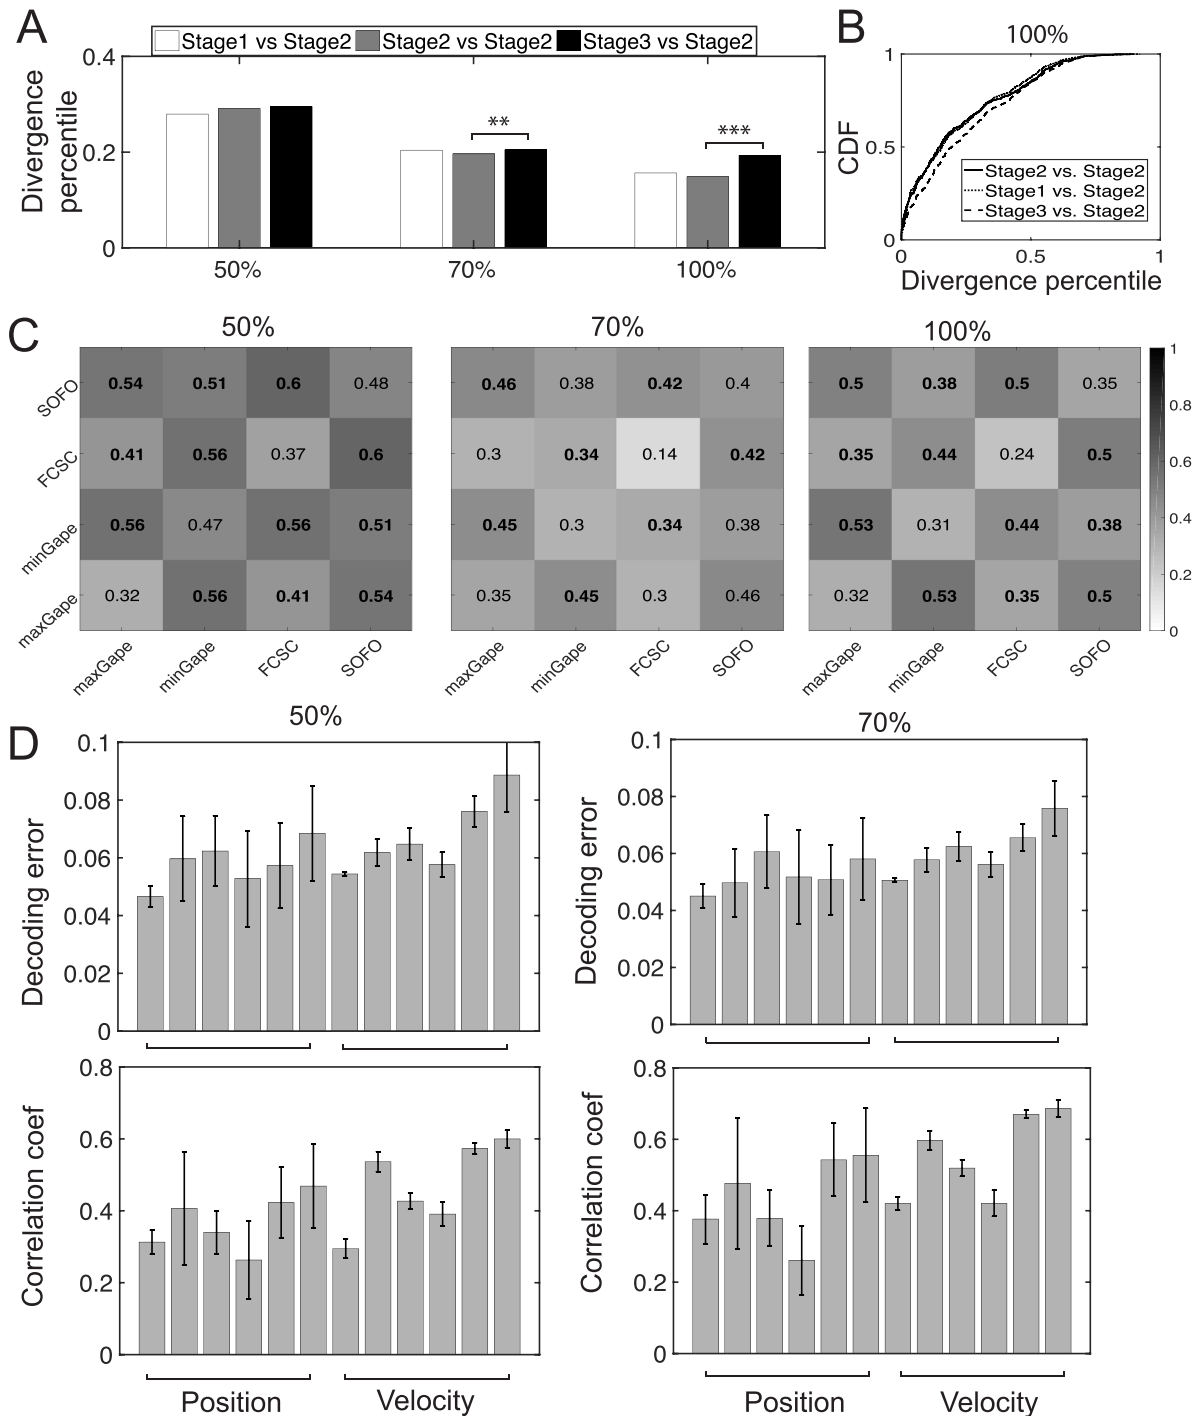 A
Stage1 vs Stage2 Stage2 vs Stage2 Stage3 vs Stage2
Divergence
percentile
0.4
0.2
0
**
***
50% 70% 100%
B
100%
CDF
1
0.5
0
Stage2 vs. Stage2
Stage1 vs. Stage2
Stage3 vs. Stage2
0 0.5 1
Divergence percentile
C
50% 70% 100%
SOFO 0.54 0.51 0.6 0.48 0.46 0.38 0.42 0.4 0.5 0.38 0.5 0.35
FCSC 0.41 0.56 0.37 0.6 0.3 0.34 0.14 0.42 0.35 0.44 0.24 0.5
minGape 0.56 0.47 0.56 0.51 0.45 0.3 0.34 0.38 0.53 0.31 0.44 0.38
maxGape 0.32 0.56 0.41 0.54 0.35 0.45 0.3 0.46 0.32 0.53 0.35 0.5
maxGape minGape FCSC SOFO maxGape minGape FCSC SOFO maxGape minGape FCSC SOFO
1
0.8
0.6
0.4
0.2
0
D
50%
Decoding error
0.1
0.08
0.06
0.04
0.02
0
70%
Decoding error
0.1
0.08
0.06
0.04
0.02
0
Correlation coef
0.8
0.6
0.4
0.2
0
Position Velocity
Correlation coef
0.8
0.6
0.4
0.2
0
Position Velocity